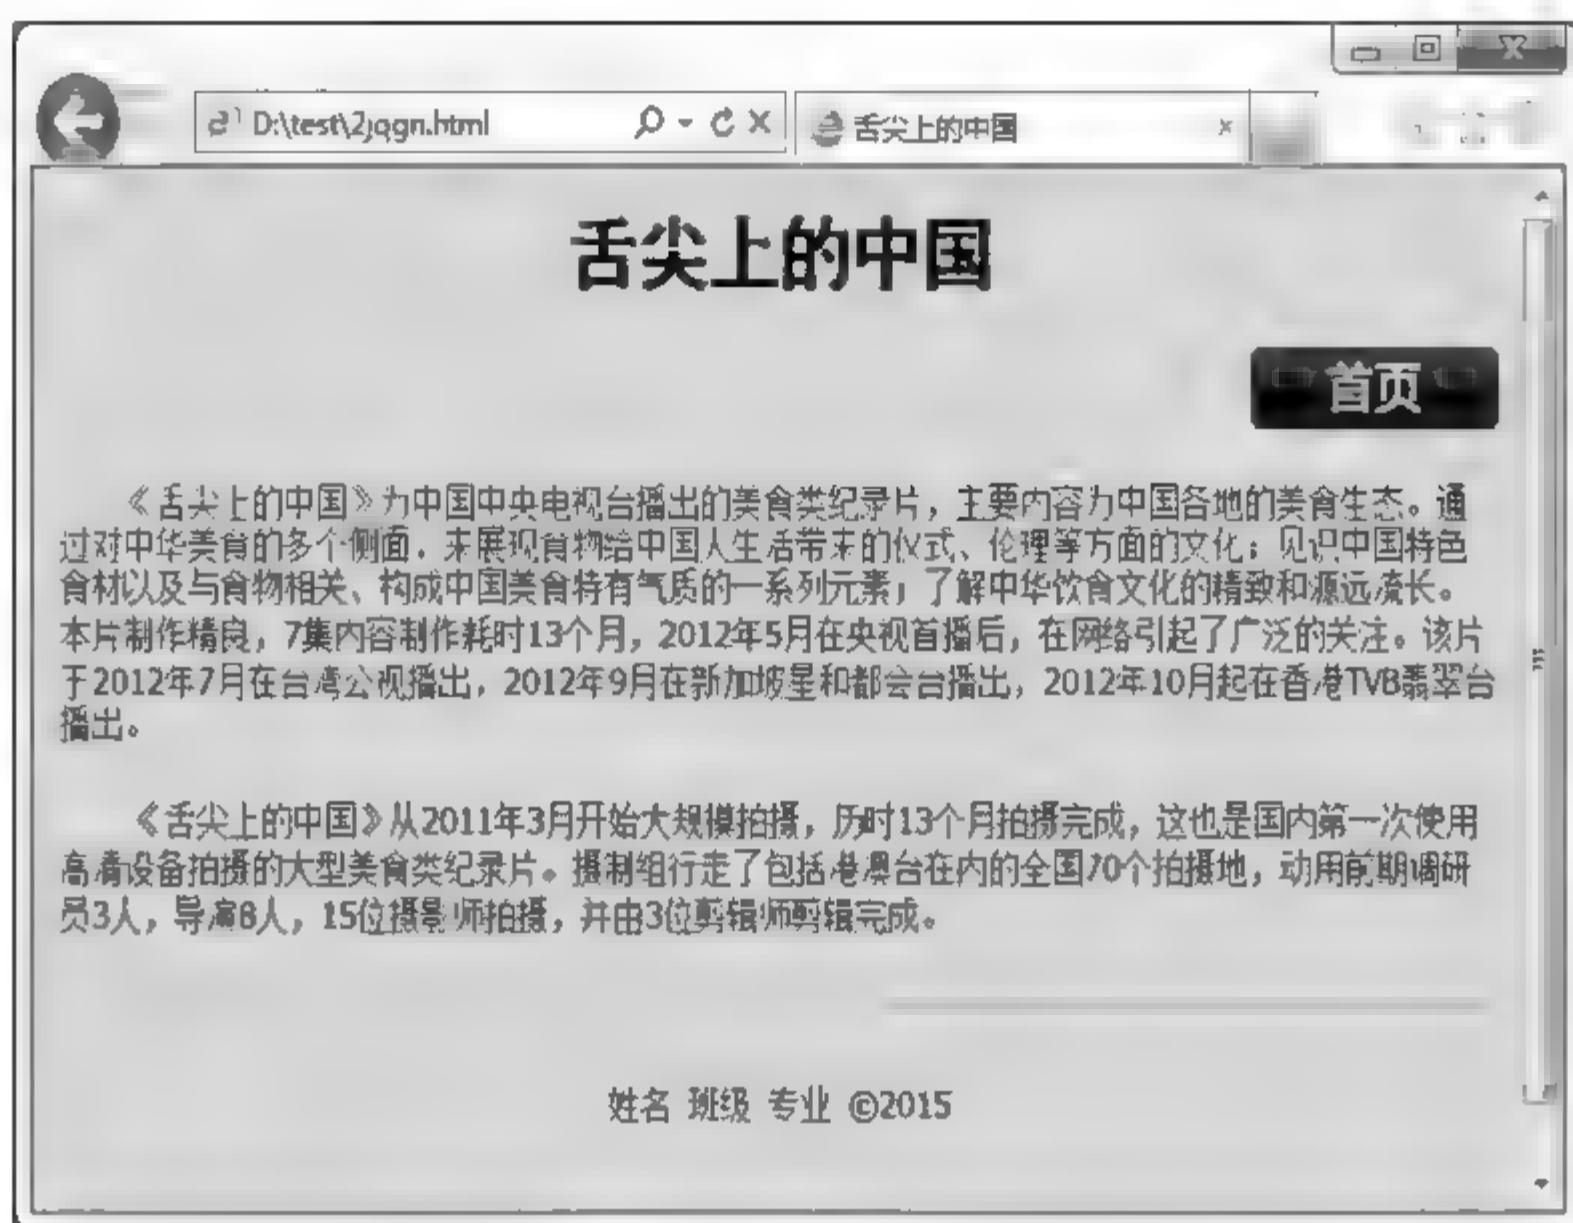 D:\test\2jqgn.html
舌尖上的中国
舌尖上的中国
首页
《舌尖上的中国》为中国中央电视台播出的美食类纪录片，主要内容为中国各地的美食生态。通
过对中华美食的多个侧面，来展现食物给中国人生活带来的仪式、伦理等方面的文化；见识中国特色
食材以及与食物相关、构成中国美食特有气质的一系列元素；了解中华饮食文化的精致和源远流长。
本片制作精良，7集内容制作耗时13个月，2012年5月在央视首播后，在网络引起了广泛的关注。该片
于2012年7月在台湾公视播出，2012年9月在新加坡星和都会台播出，2012年10月起在香港TVB翡翠台
播出。
《舌尖上的中国》从2011年3月开始大规模拍摄，历时13个月拍摄完成，这也是国内第一次使用
高清设备拍摄的大型美食类纪录片。摄制组行走了包括港澳台在内的全国70个拍摄地，动用前期调研
员3人，导演8人，15位摄影师拍摄，并由3位剪辑师剪辑完成。
姓名 班级 专业 ©2015